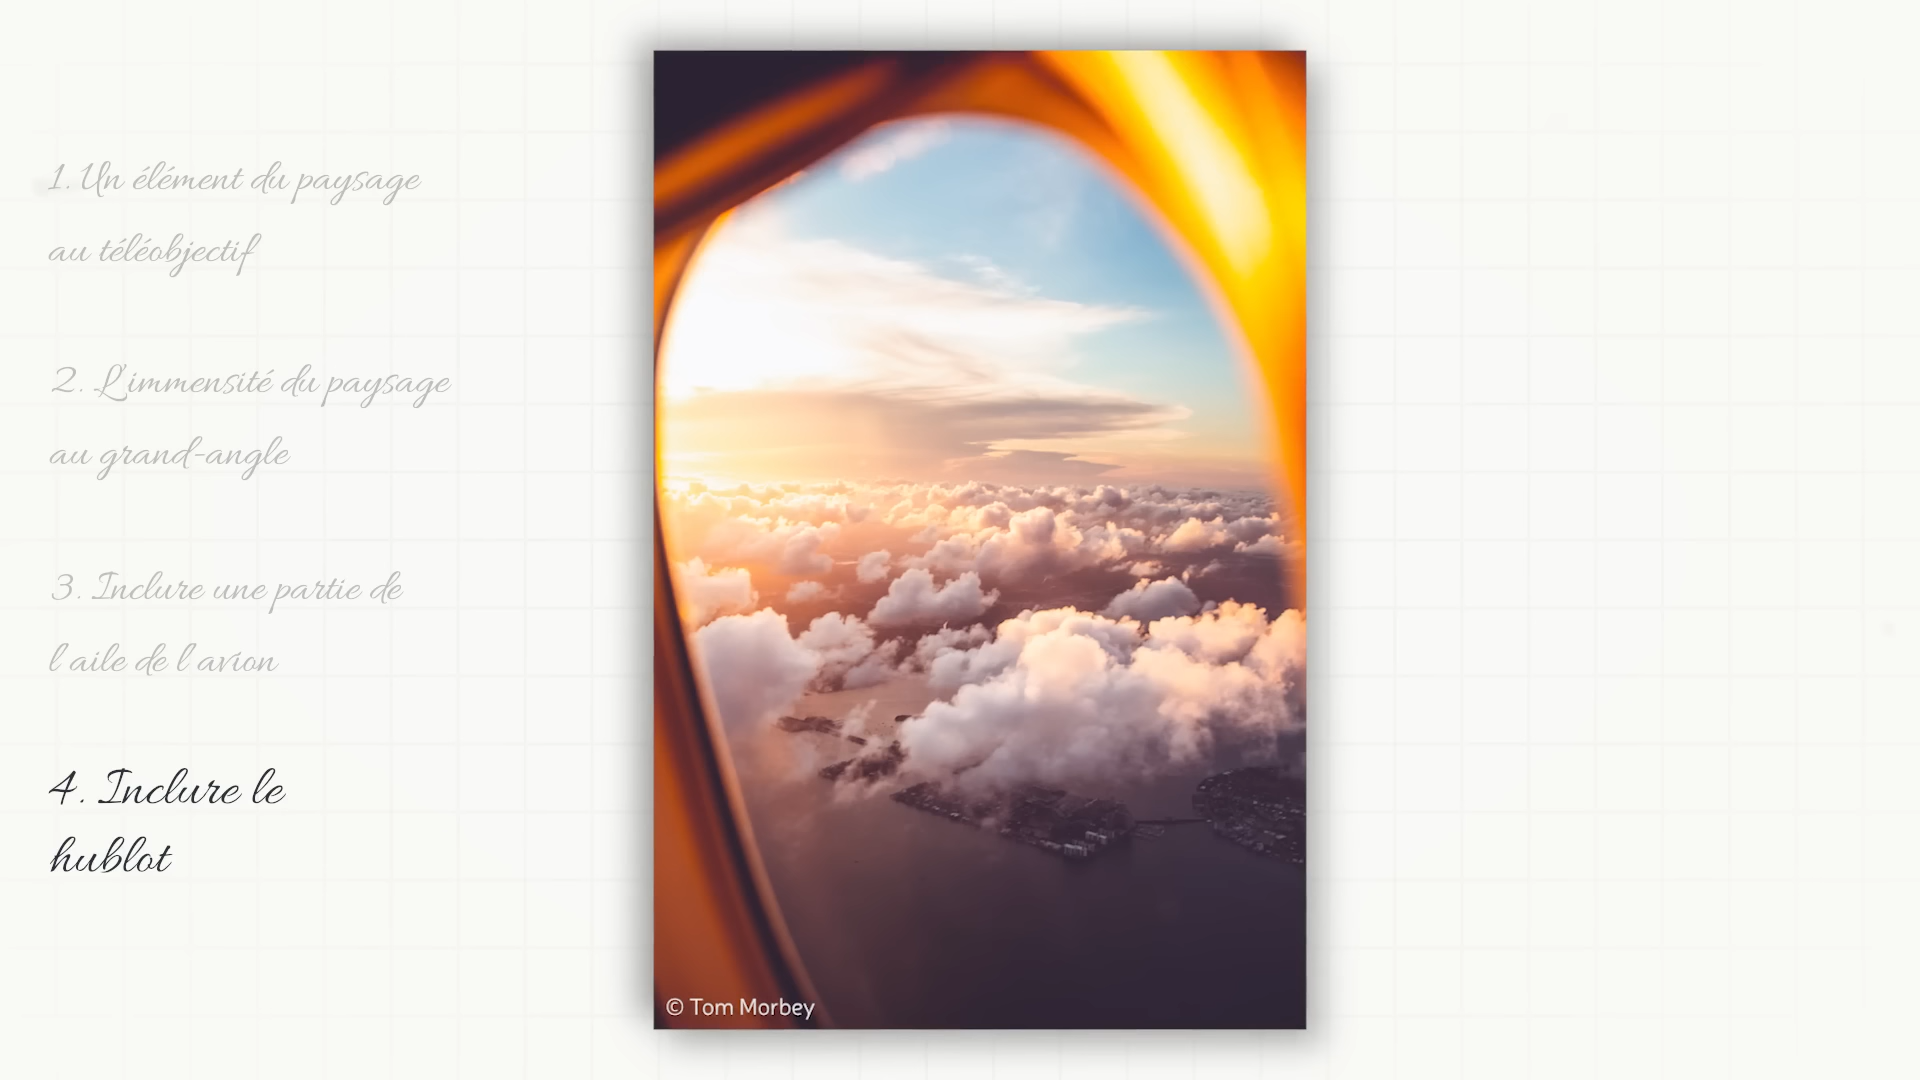 1. Un élément du paysage
au téléobjectif
2. L'immensité du paysage
au grand-angle
3. Inclure une partie de
l aile de l avion
4. Inclure le
hublot
© Tom Morbey